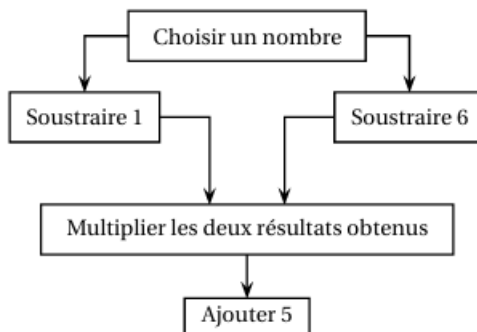 Choisir un nombre
Soustraire 1
Soustraire 6
Multiplier les deux résultats obtenus
Ajouter 5